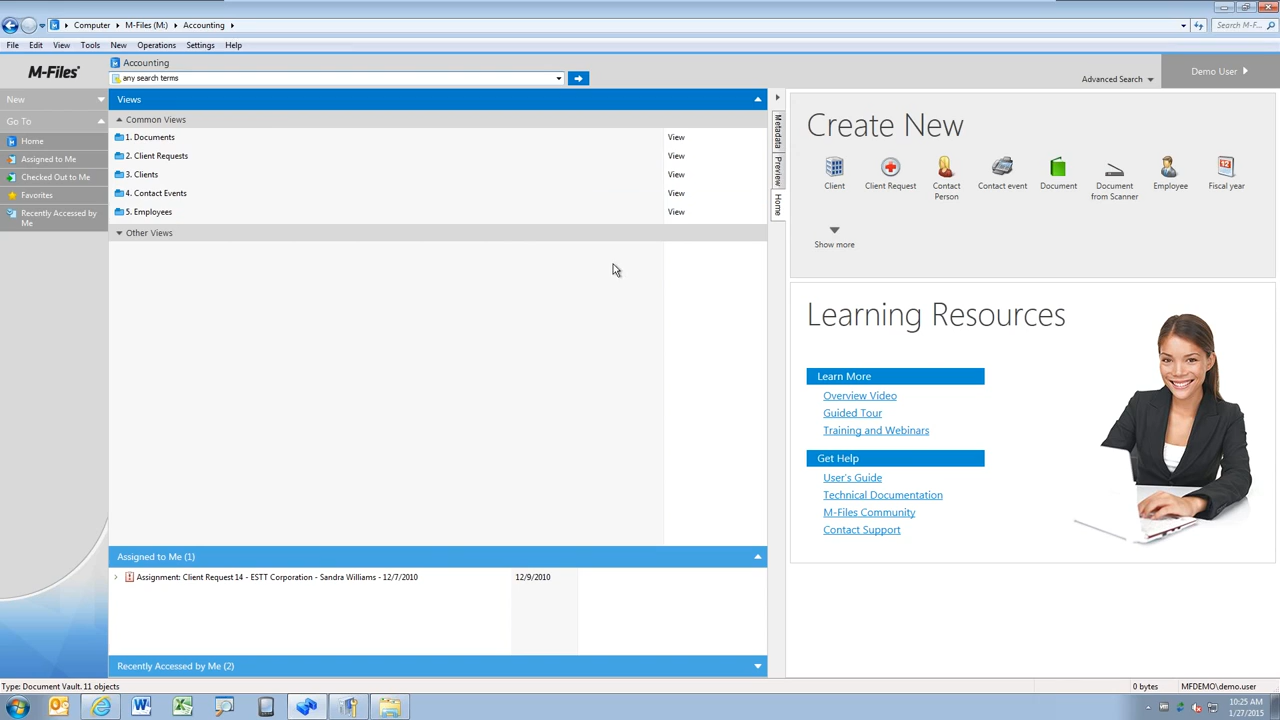 Computer ▸ M-Files (M:) ▸ Accounting ▸
Search M-F...
File Edit View Tools New Operations Settings Help
M-Files
Accounting
any search terms
Advanced Search
Demo User
New
Go To
Home
Assigned to Me
Checked Out to Me
Favorites
Recently Accessed by
Me
Views
Common Views
1. Documents View
2. Client Requests View
3. Clients View
4. Contact Events View
5. Employees View
Other Views
Assigned to Me (1)
Assignment: Client Request 14 - ESTT Corporation - Sandra Williams - 12/7/2010 12/9/2010
Recently Accessed by Me (2)
Metadata
Preview
Home
Create New
Client
Client Request
Contact
Person
Contact event
Document
Document
from Scanner
Employee
Fiscal year
Show more
Learning Resources
Learn More
Overview Video
Guided Tour
Training and Webinars
Get Help
User's Guide
Technical Documentation
M-Files Community
Contact Support
Type: Document Vault. 11 objects
0 bytes
MFDEMO\demo.user
10:25 AM
1/27/2015